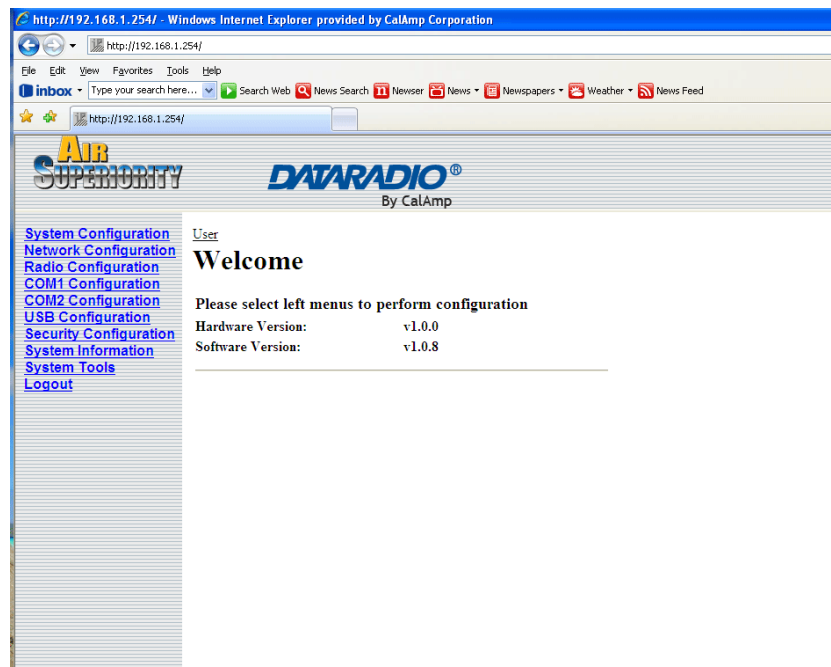 http://192.168.1.254/ - Windows Internet Explorer provided by CalAmp Corporation
http://192.168.1.254/
File Edit View Favorites Tools Help
inbox Type your search here... Search Web News Search Newser News Newspapers Weather News Feed
http://192.168.1.254/
AIR
SUPERIORITY
DATARADIO®
By CalAmp
System Configuration
Network Configuration
Radio Configuration
COM1 Configuration
COM2 Configuration
USB Configuration
Security Configuration
System Information
System Tools
Logout
User
Welcome
Please select left menus to perform configuration
Hardware Version: v1.0.0
Software Version: v1.0.8